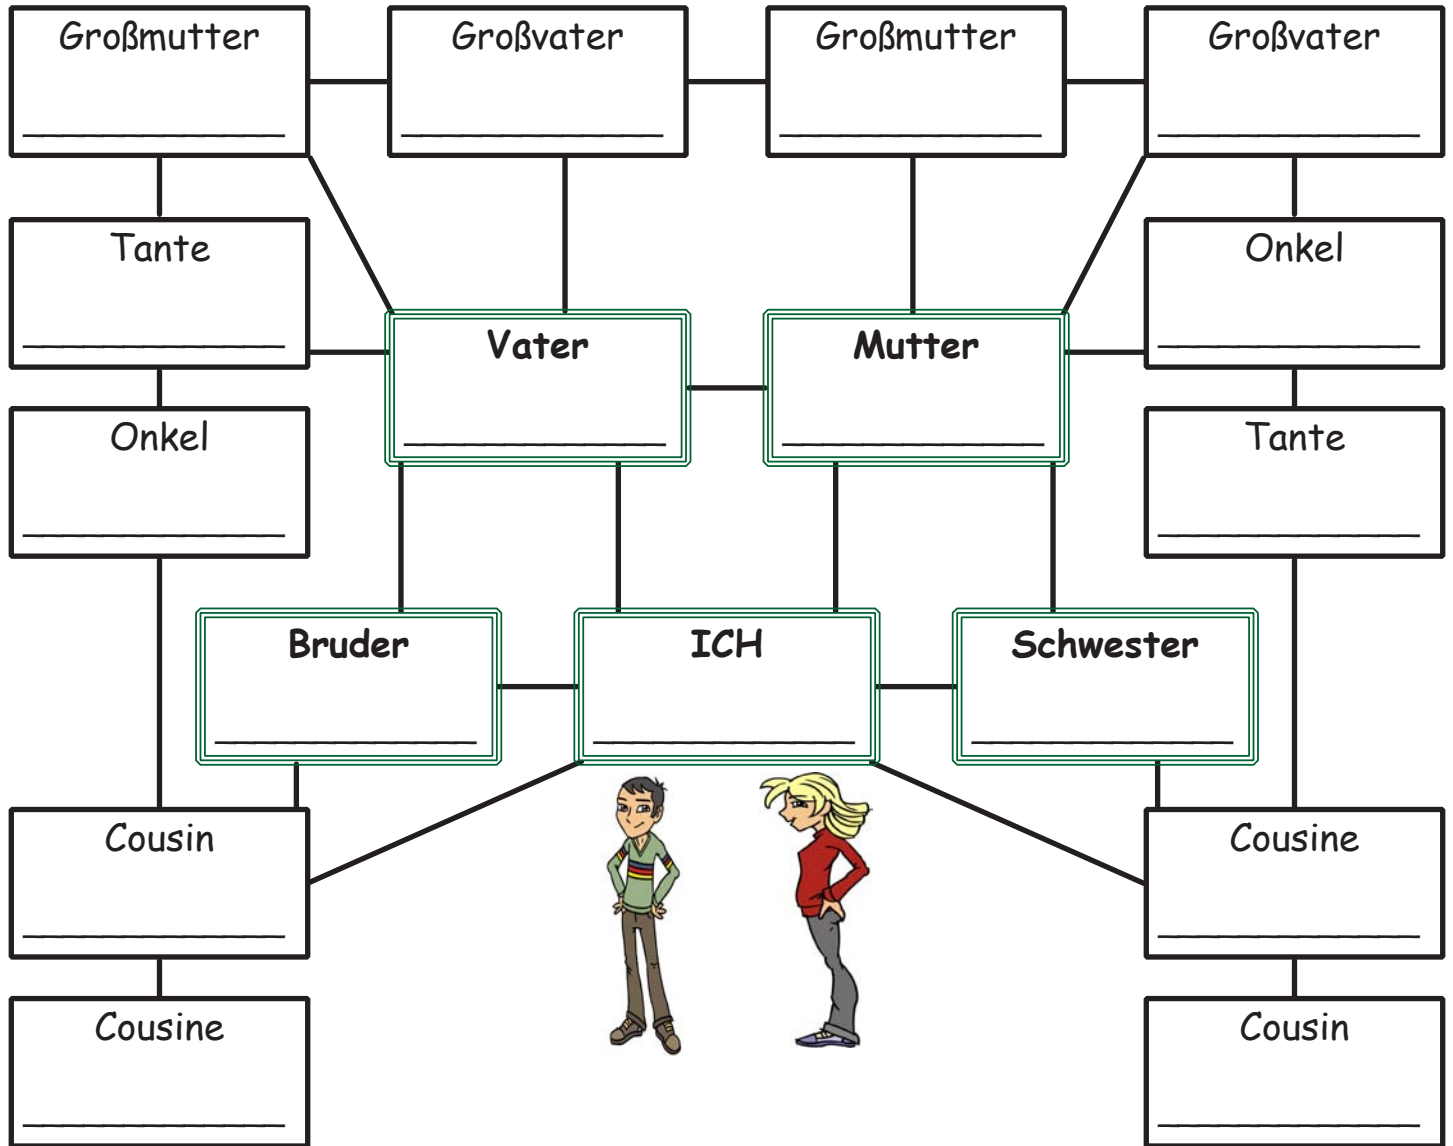 Großmutter
Großvater
Großmutter
Großvater
Tante
Onkel
Vater
Mutter
Onkel
Tante
Bruder
ICH
Schwester
Cousin
Cousine
Cousine
Cousin